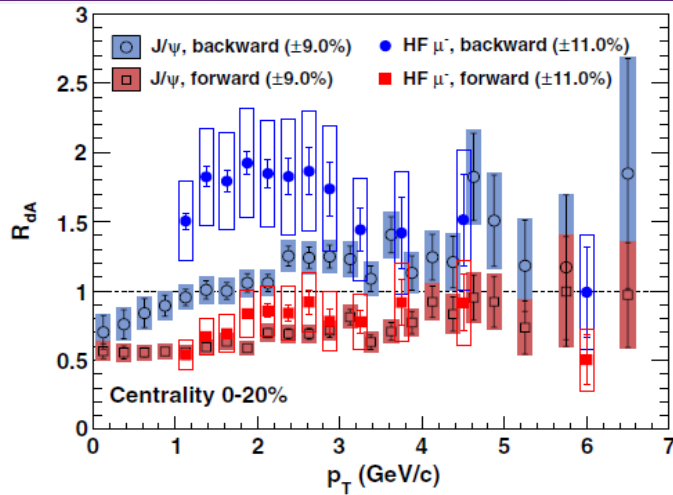 3
J/ψ, backward (±9.0%) HF μ⁻, backward (±11.0%)
J/ψ, forward (±9.0%) HF μ⁻, forward (±11.0%)
2.5
2
R_dA
1.5
1
0.5
Centrality 0-20%
0
0 1 2 3 4 5 6 7
p_T (GeV/c)